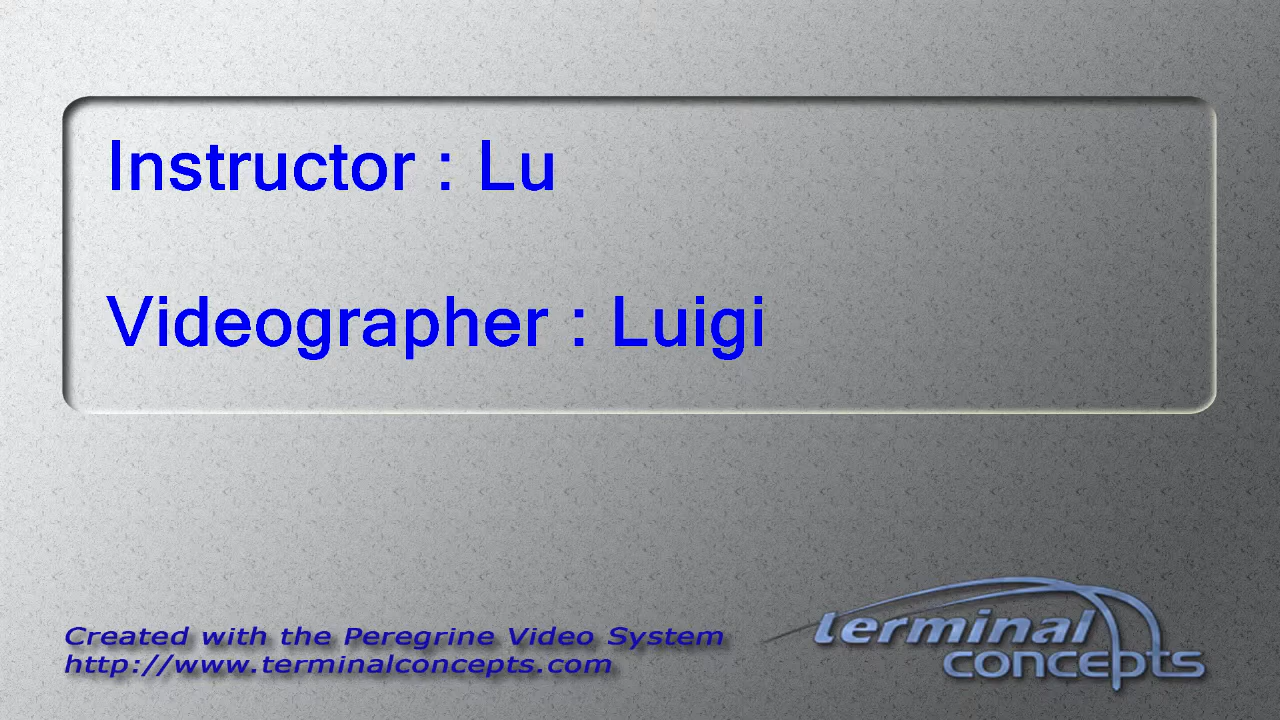 Instructor : Lu
Videographer : Luigi
Created with the Peregrine Video System
http://www.terminalconcepts.com
terminal
concepts